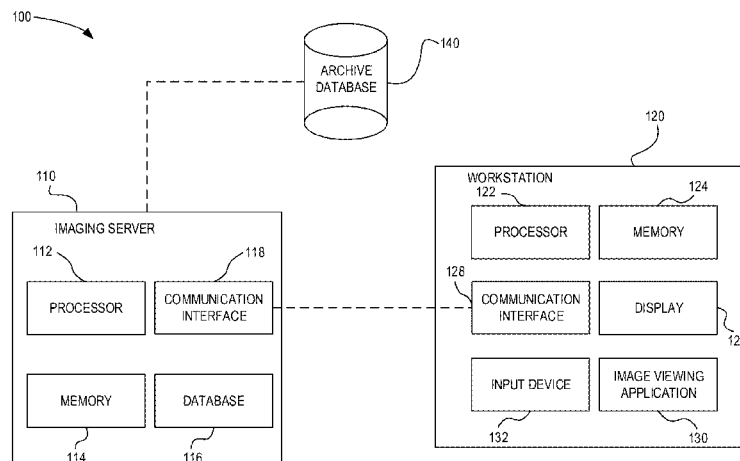 100
ARCHIVE
DATABASE
140
120
110
WORKSTATION
122
124
IMAGING SERVER
PROCESSOR
MEMORY
112
118
128
PROCESSOR
COMMUNICATION
INTERFACE
COMMUNICATION
INTERFACE
DISPLAY
12
MEMORY
DATABASE
INPUT DEVICE
IMAGE VIEWING
APPLICATION
114
116
132
130